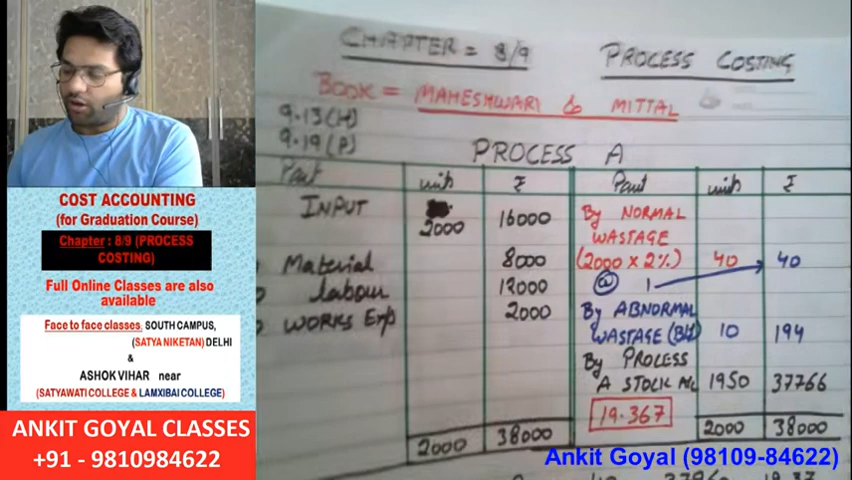 CHAPTER = 8/9 PROCESS COSTING
BOOK = MAHESHWARI & MITTAL
9.13(H)
9.19(P)
PROCESS A
Part units ₹ Part units ₹
INPUT 2000 16000 By NORMAL
WASTAGE
Material 8000 (2000 x 2%) 40 40
labour 12000 @ 1
WORKS Exp 2000 By ABNORMAL
WASTAGE 10 194
By PROCESS
A STOCK A/c 1950 37766
19.367
2000 38000 2000 38000
COST ACCOUNTING
(for Graduation Course)
Chapter : 8/9 (PROCESS
COSTING)
Full Online Classes are also
available
Face to face classes, SOUTH CAMPUS,
(SATYA NIKETAN) DELHI
&
ASHOK VIHAR near
(SATYAWATI COLLEGE & LAMXIBAI COLLEGE)
ANKIT GOYAL CLASSES
+91 - 9810984622
Ankit Goyal (98109-84622)